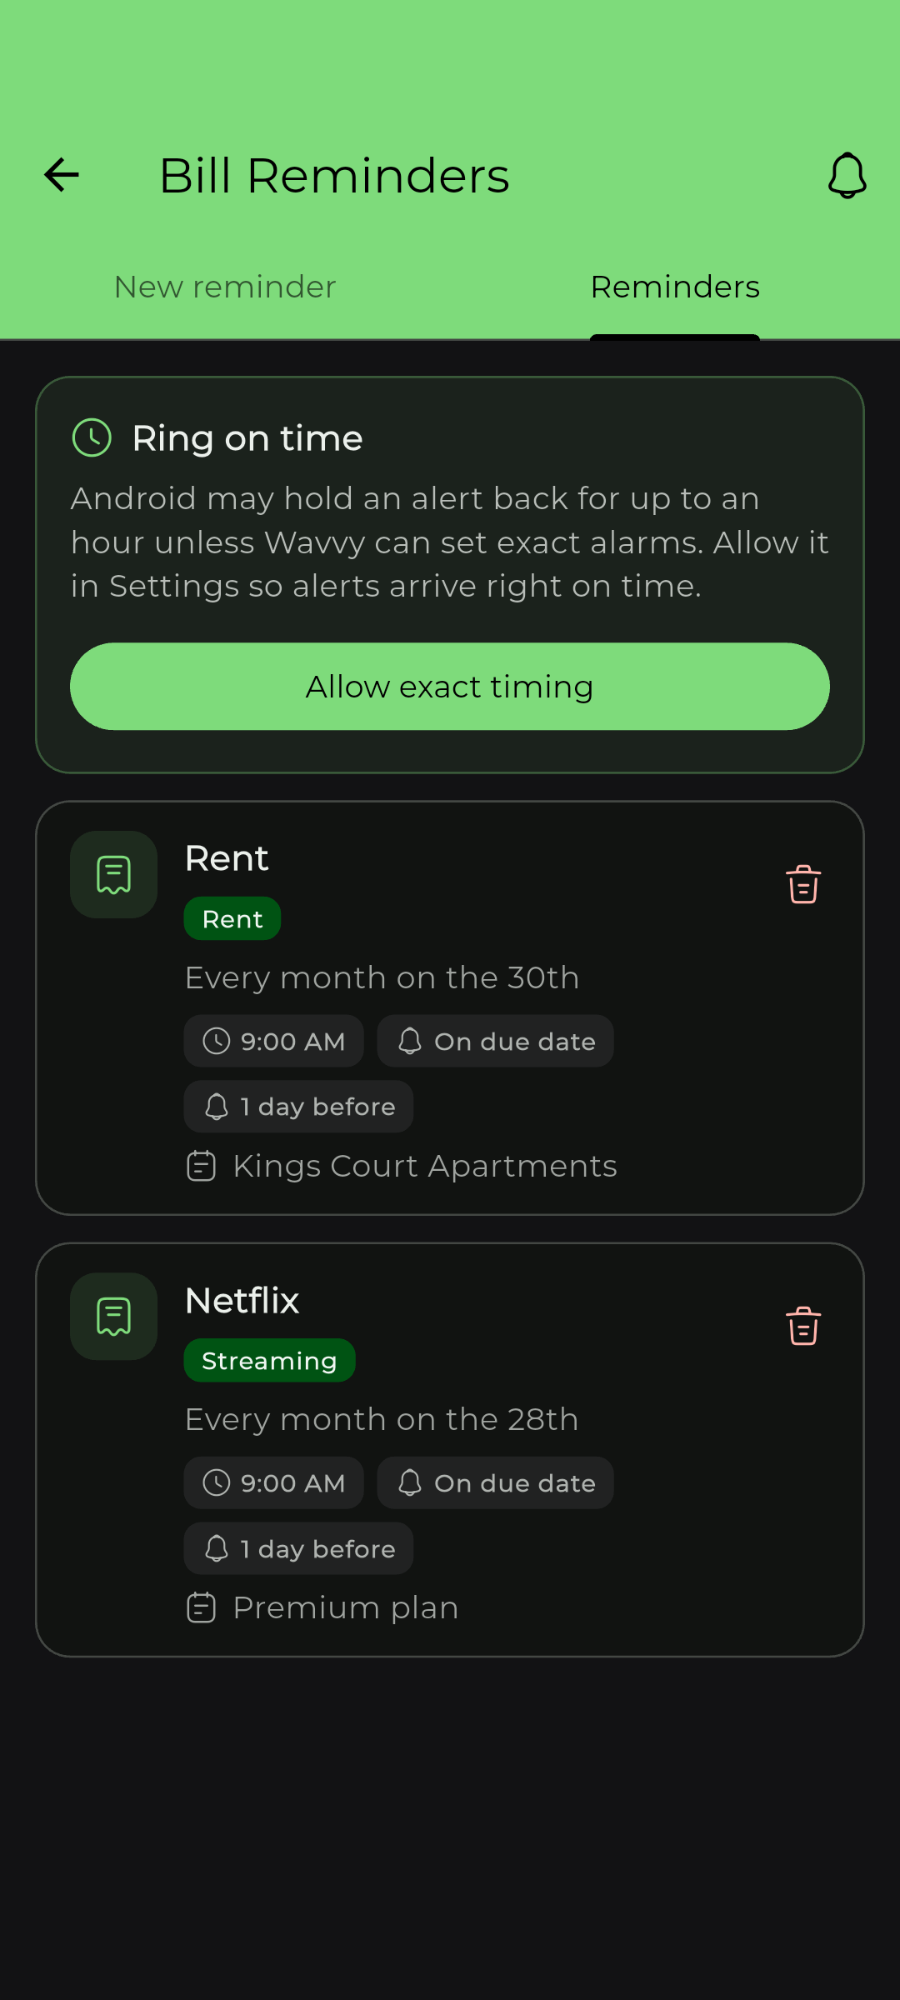 Bill Reminders
New reminder
Reminders
Ring on time
Android may hold an alert back for up to an
hour unless Wavvy can set exact alarms. Allow it
in Settings so alerts arrive right on time.
Allow exact timing
Rent
Rent
Every month on the 30th
9:00 AM
On due date
1 day before
Kings Court Apartments
Netflix
Streaming
Every month on the 28th
9:00 AM
On due date
1 day before
Premium plan